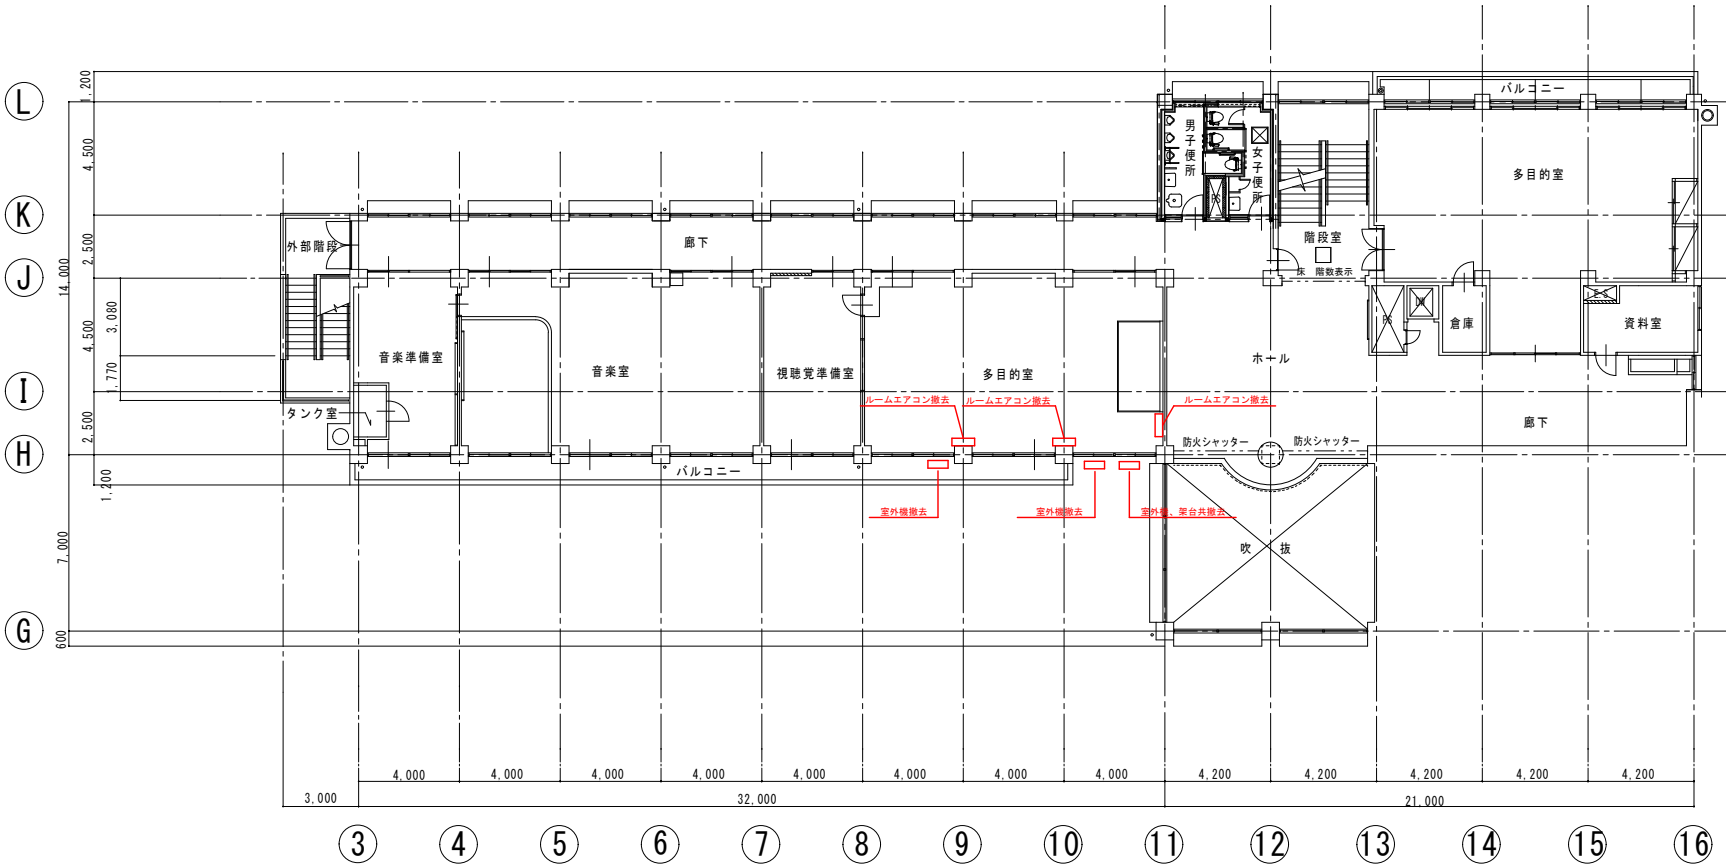 L
1,200
バルコニー
4,500
男子便所
女子便所
PS
多目的室
K
外部階段
2,500
廊下
階段室
床 階数表示
J
14,000
3,080
4,500
1,770
音楽準備室
音楽室
視聴覚準備室
多目的室
ホール
PS
DW
倉庫
E S
資料室
I
タンク室
2,500
ルームエアコン撤去
ルームエアコン撤去
ルームエアコン撤去
廊下
防火シャッター
防火シャッター
H
バルコニー
1,200
室外機撤去
室外機撤去
室外機、架台共撤去
7,000
吹 抜
G
600
4,000
4,000
4,000
4,000
4,000
4,000
4,000
4,000
4,200
4,200
4,200
4,200
4,200
3,000
32,000
21,000
3
4
5
6
7
8
9
10
11
12
13
14
15
16